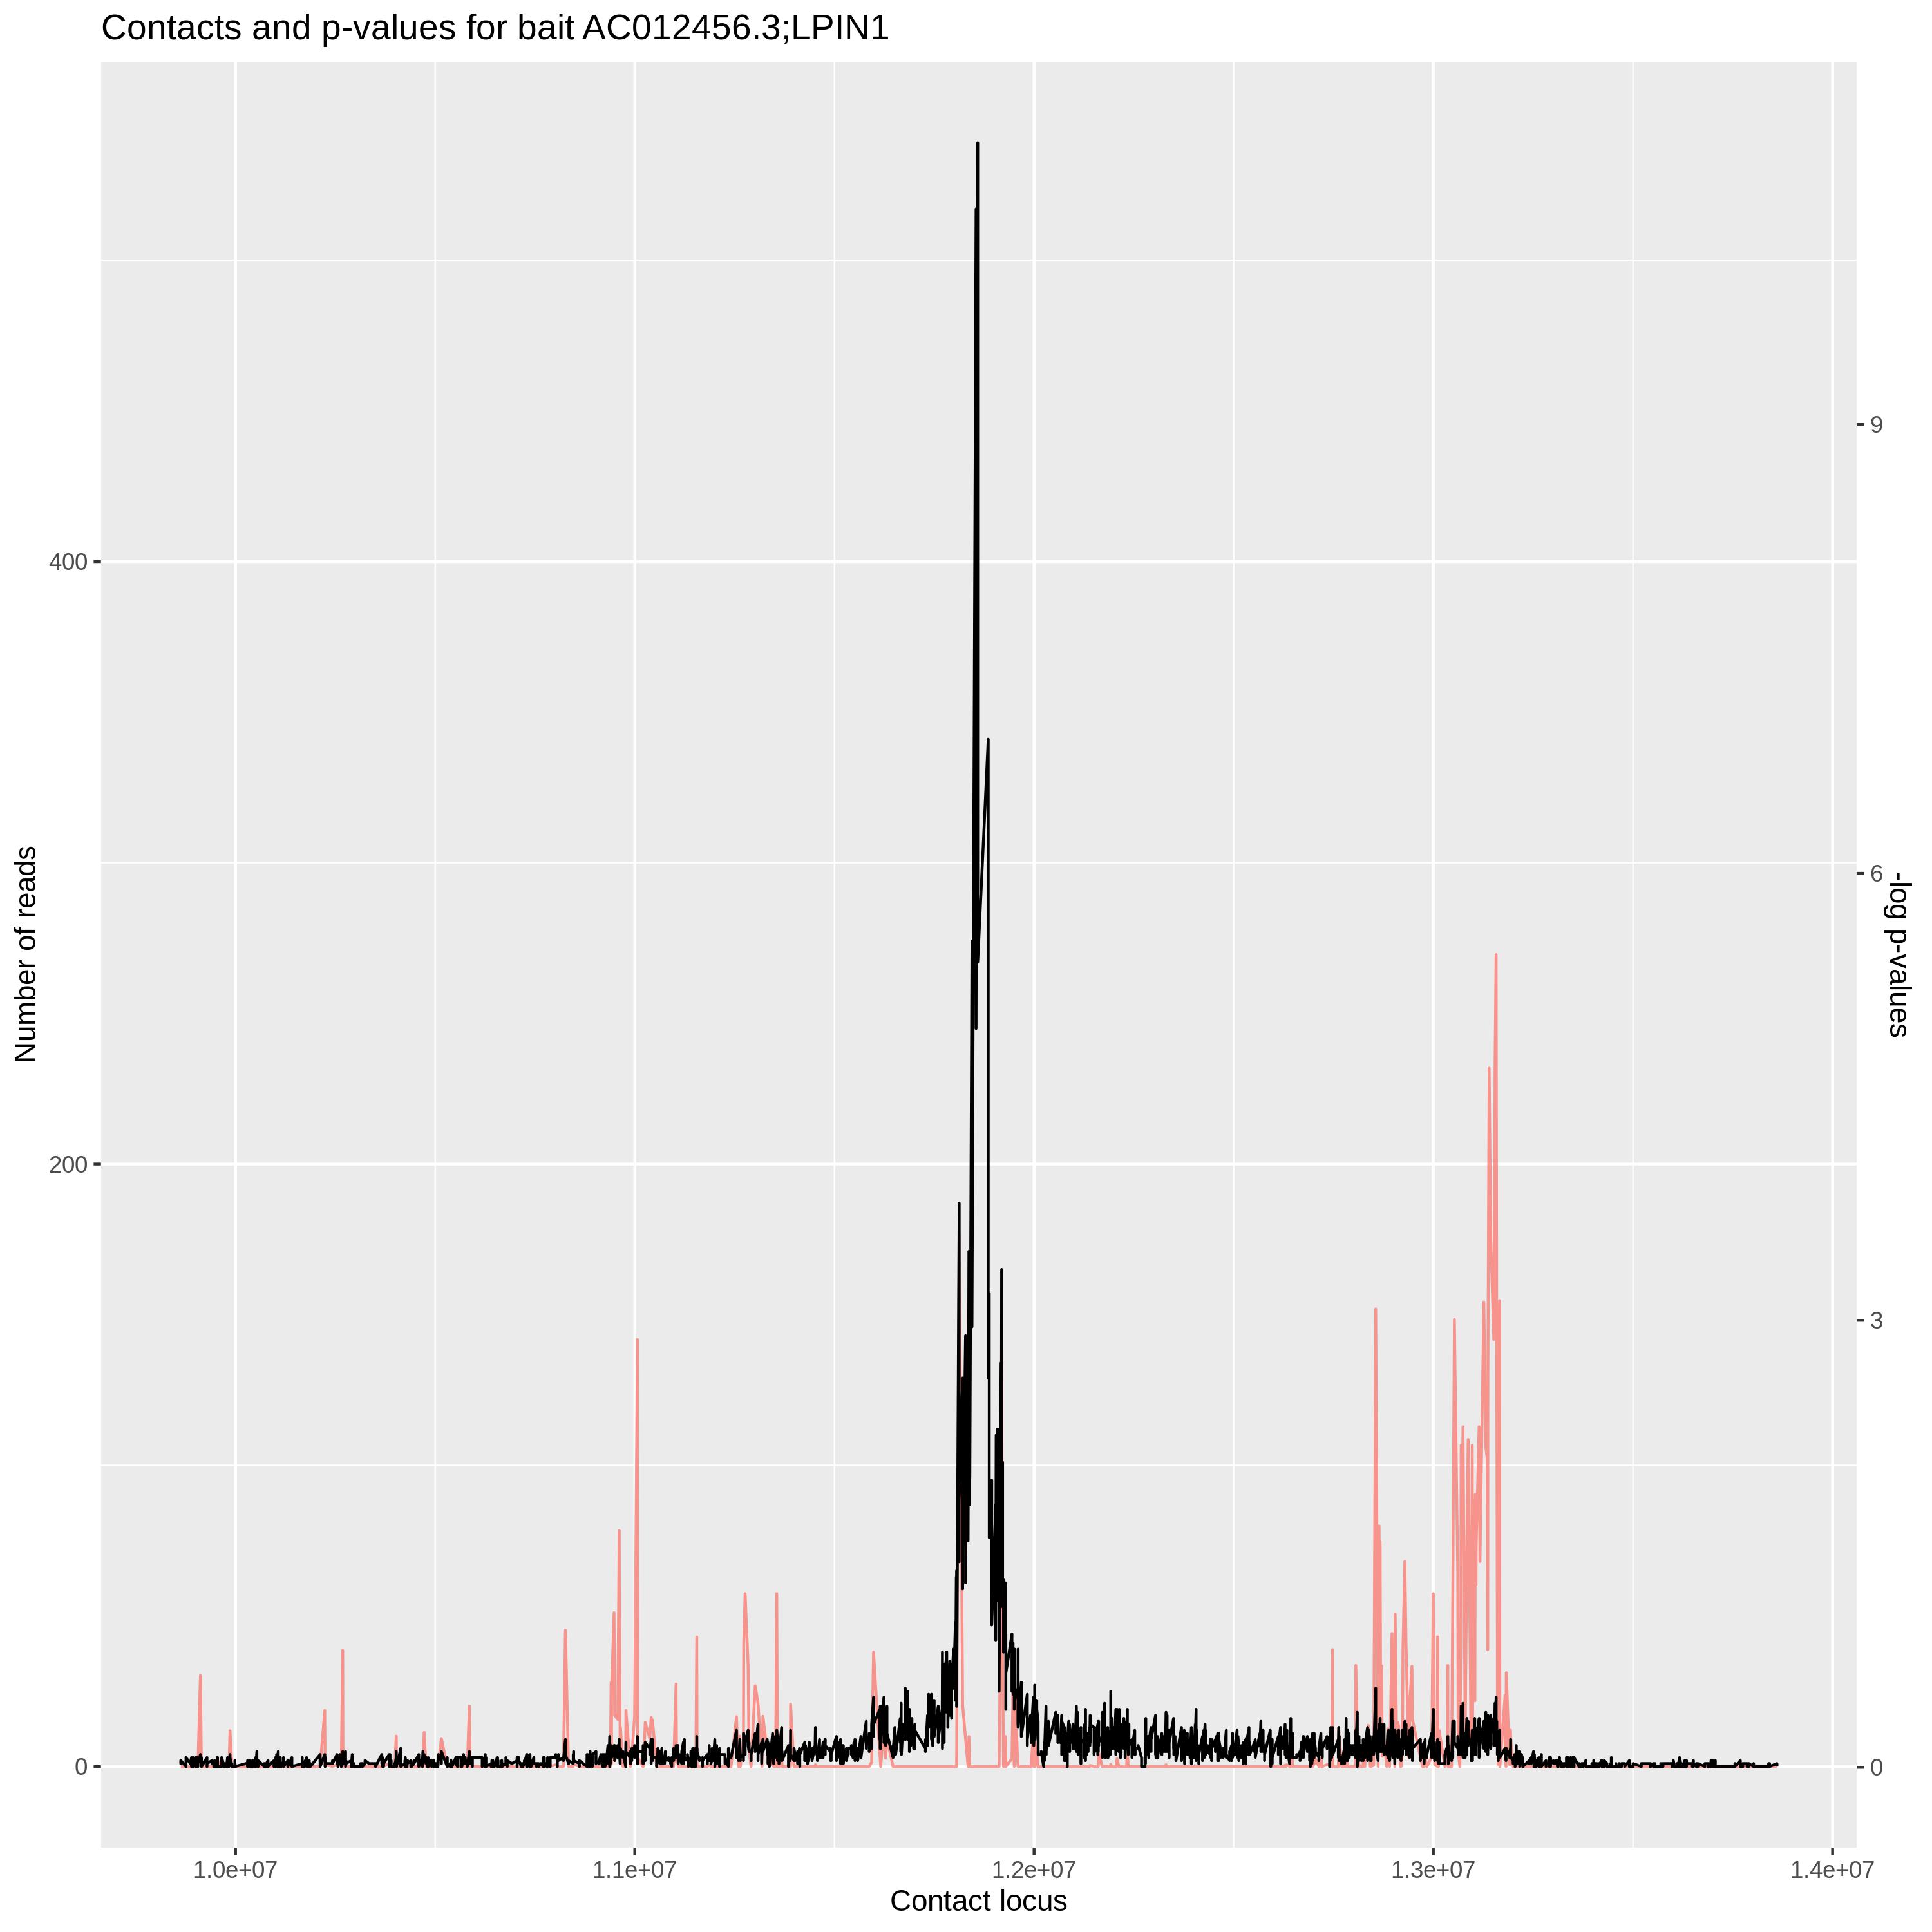 Contacts and p-values for bait AC012456.3;LPIN1
Number of reads
400
200
0
9
6
3
0
-log p-values
1.0e+07 1.1e+07 1.2e+07 1.3e+07 1.4e+07
Contact locus